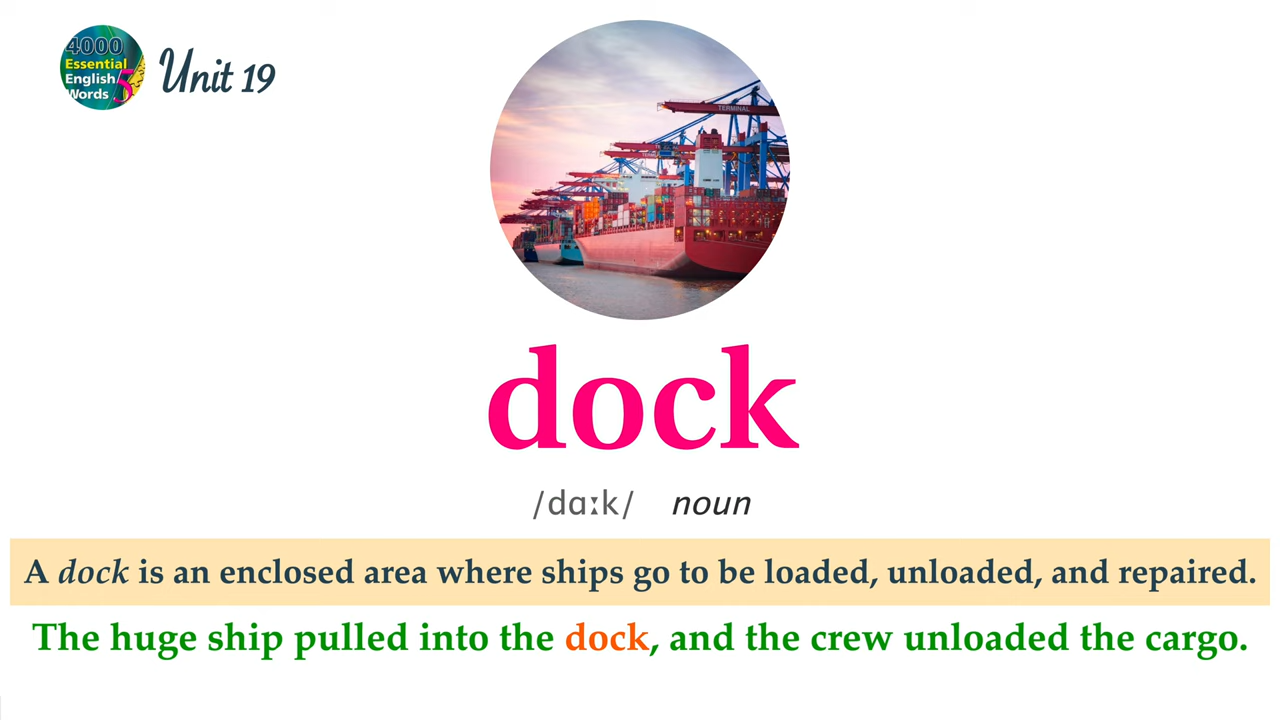 4000
Essential
English
Words 5
Unit 19
TERMINAL
dock
/dɑːk/ noun
A dock is an enclosed area where ships go to be loaded, unloaded, and repaired.
The huge ship pulled into the dock, and the crew unloaded the cargo.